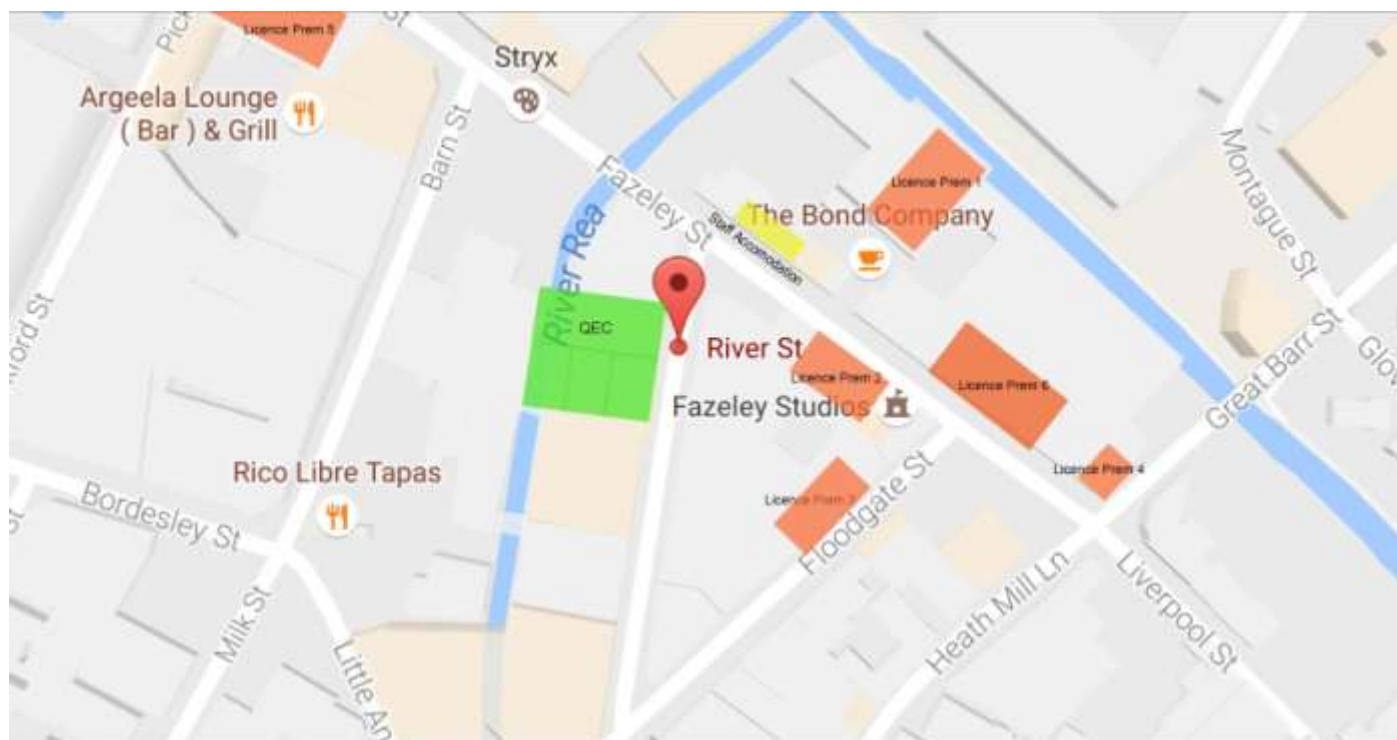 Licence Prem 5
St
Stryx
Argeela Lounge
( Bar ) & Grill
Barn St
Fazeley St
Licence Prem 1
Montague St
The Bond Company
Staff Accomodation
River Rea
QEC
River St
Licence Prem 2
Fazeley Studios
Licence Prem 6
Great Barr St
Licence Prem 4
Licence Prem 3
Floodgate St
Rico Libre Tapas
Bordesley St
St
Milk St
Heath Mill Ln
Liverpool St